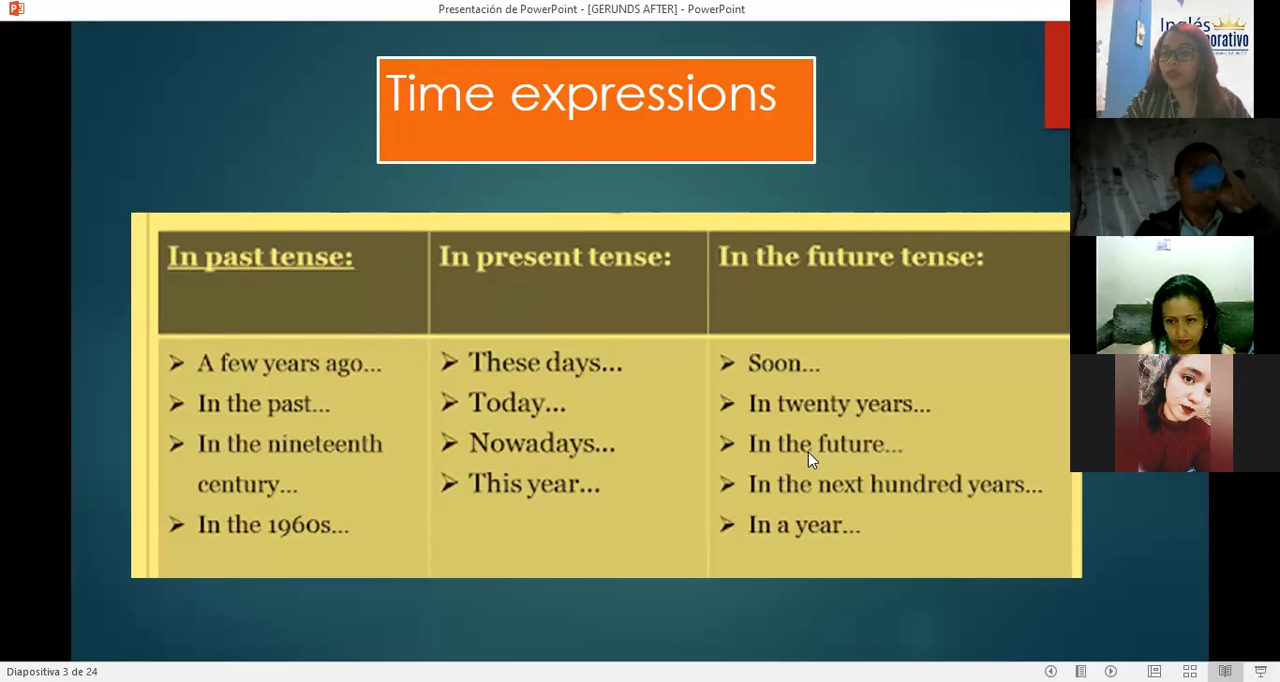 Presentación de PowerPoint - [GERUNDS AFTER] - PowerPoint
Time expressions
In past tense:
In present tense:
In the future tense:
A few years ago...
In the past...
In the nineteenth
century...
In the 1960s...
These days...
Today...
Nowadays...
This year...
Soon...
In twenty years...
In the future...
In the next hundred years...
In a year...
Inglés
Diapositiva 3 de 24